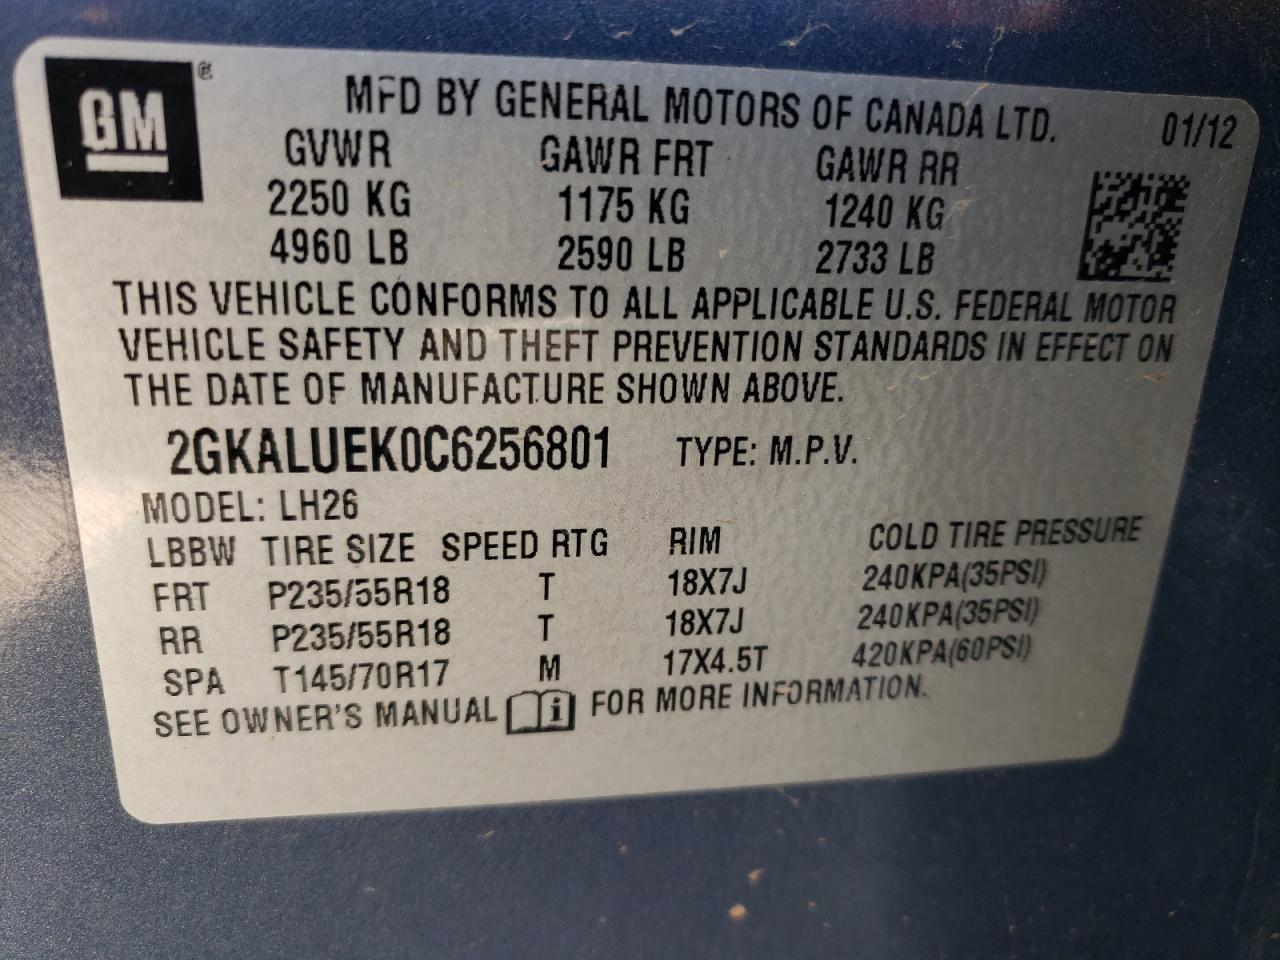 GM ®
MFD BY GENERAL MOTORS OF CANADA LTD. 01/12
GVWR GAWR FRT GAWR RR
2250 KG 1175 KG 1240 KG
4960 LB 2590 LB 2733 LB
THIS VEHICLE CONFORMS TO ALL APPLICABLE U.S. FEDERAL MOTOR
VEHICLE SAFETY AND THEFT PREVENTION STANDARDS IN EFFECT ON
THE DATE OF MANUFACTURE SHOWN ABOVE.
2GKALUEK0C6256801 TYPE: M.P.V.
MODEL: LH26
LBBW TIRE SIZE SPEED RTG RIM COLD TIRE PRESSURE
FRT P235/55R18 T 18X7J 240KPA(35PSI)
RR P235/55R18 T 18X7J 240KPA(35PSI)
SPA T145/70R17 M 17X4.5T 420KPA(60PSI)
SEE OWNER'S MANUAL i FOR MORE INFORMATION.